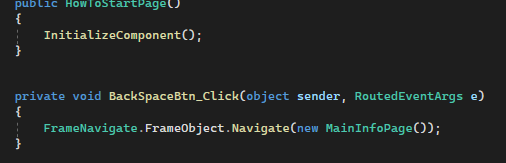 public HowToStartPage()
{
InitializeComponent();
}
private void BackSpaceBtn_Click(object sender, RoutedEventArgs e)
{
FrameNavigate.FrameObject.Navigate(new MainInfoPage());
}